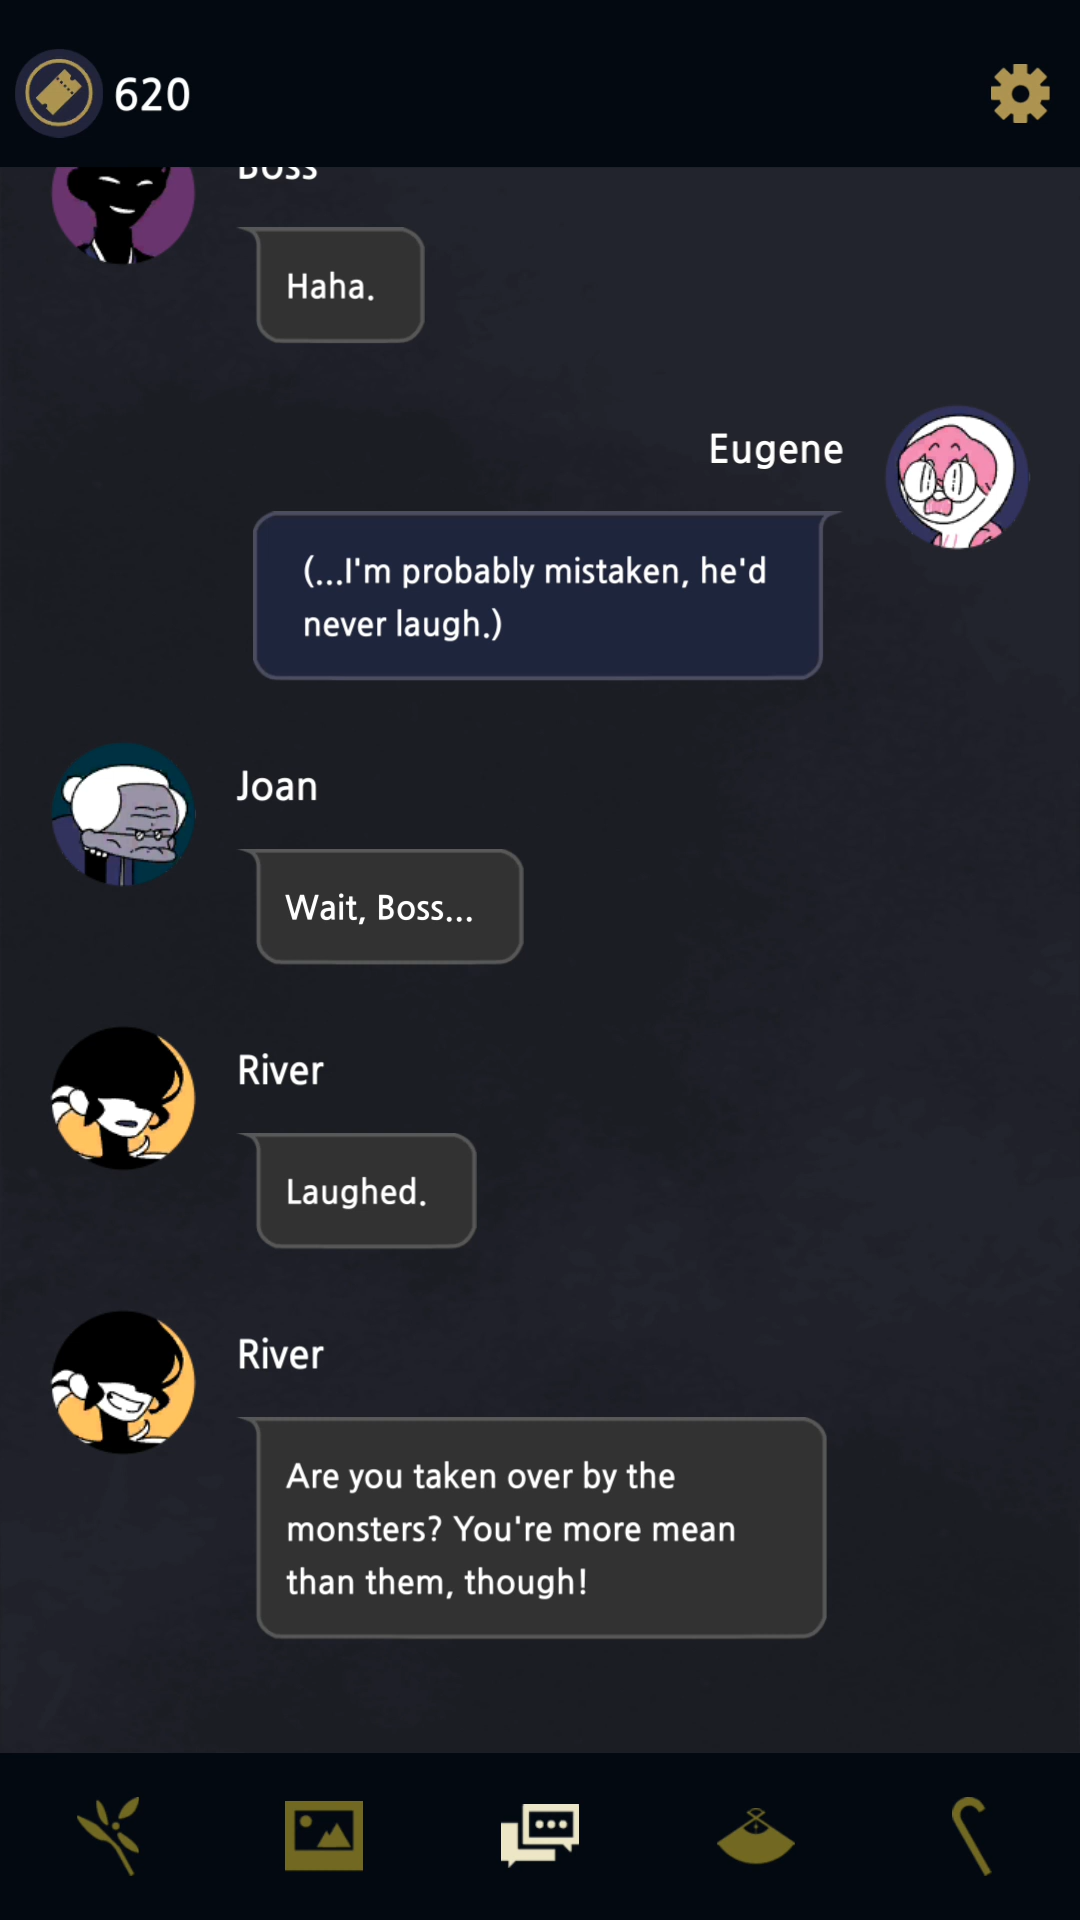 620
Boss
Haha.
Eugene
(...I'm probably mistaken, he'd
never laugh.)
Joan
Wait, Boss...
River
Laughed.
River
Are you taken over by the
monsters? You're more mean
than them, though!